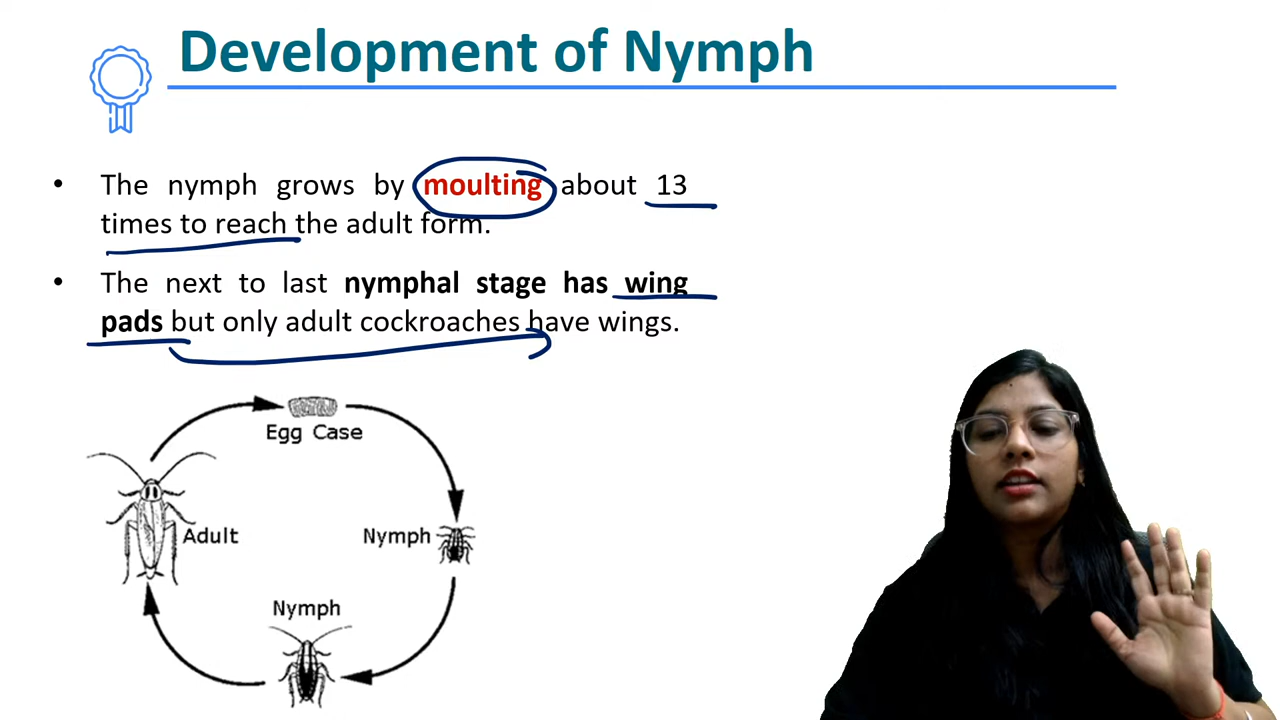 Development of Nymph
• The nymph grows by moulting about 13
times to reach the adult form.
• The next to last nymphal stage has wing
pads but only adult cockroaches have wings.
Egg Case
Adult
Nymph
Nymph